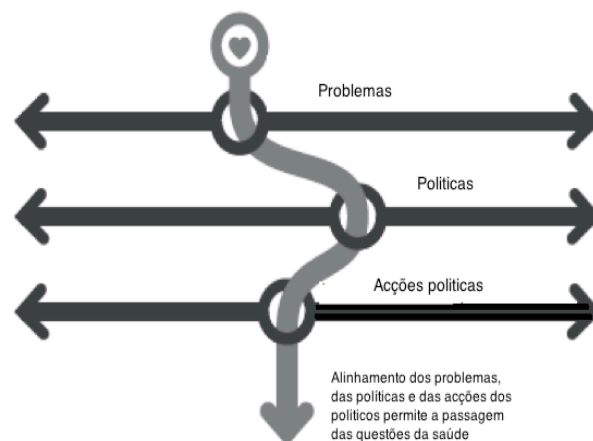 Problemas
Politicas
Acções politicas
Alinhamento dos problemas,
das políticas e das acções dos
politicos permite a passagem
das questões da saúde